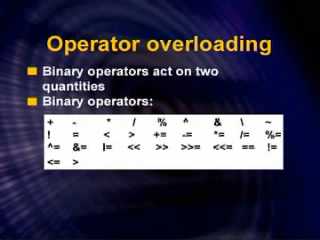 Operator overloading
Binary operators act on two
quantities
Binary operators:
+ - * / % ^ & \ ~
! = < > += -= *= /= %=
^= &= |= << >> >>= <<= == !=
<= >